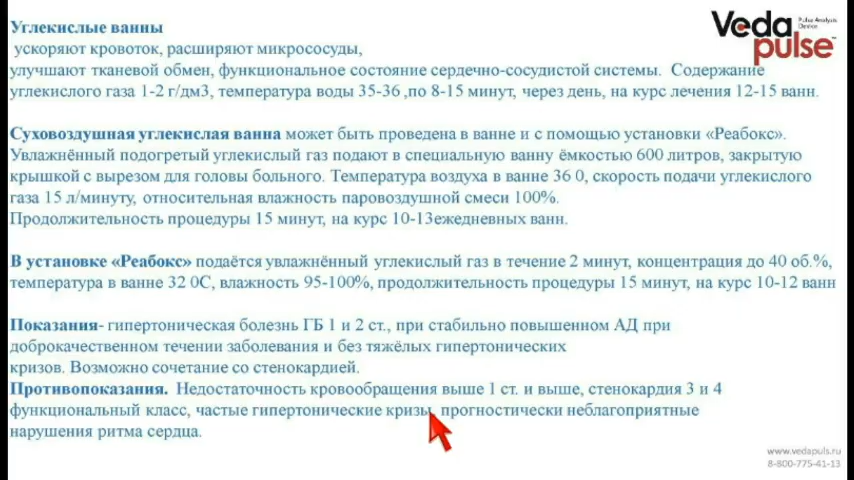 Veda pulse™
Pulse Analysis
Device
Углекислые ванны
ускоряют кровоток, расширяют микрососуды,
улучшают тканевой обмен, функциональное состояние сердечно-сосудистой системы. Содержание
углекислого газа 1-2 г/дм3, температура воды 35-36 ,по 8-15 минут, через день, на курс лечения 12-15 ванн.
Суховоздушная углекислая ванна может быть проведена в ванне и с помощью установки «Реабокс».
Увлажнённый подогретый углекислый газ подают в специальную ванну ёмкостью 600 литров, закрытую
крышкой с вырезом для головы больного. Температура воздуха в ванне 36 0, скорость подачи углекислого
газа 15 л/минуту, относительная влажность паровоздушной смеси 100%.
Продолжительность процедуры 15 минут, на курс 10-13ежедневных ванн.
В установке «Реабокс» подаётся увлажнённый углекислый газ в течение 2 минут, концентрация до 40 об.%,
температура в ванне 32 0С, влажность 95-100%, продолжительность процедуры 15 минут, на курс 10-12 ванн
Показания- гипертоническая болезнь ГБ 1 и 2 ст., при стабильно повышенном АД при
доброкачественном течении заболевания и без тяжёлых гипертонических
кризов. Возможно сочетание со стенокардией.
Противопоказания. Недостаточность кровообращения выше 1 ст. и выше, стенокардия 3 и 4
функциональный класс, частые гипертонические кризы, прогностически неблагоприятные
нарушения ритма сердца.
www.vedapuls.ru
8-800-775-41-13